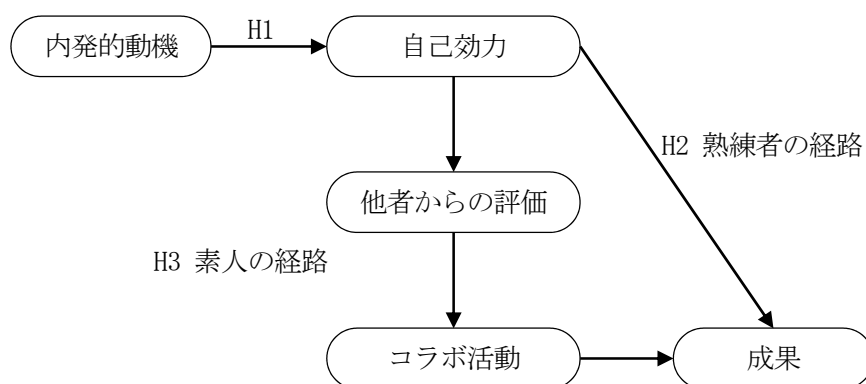 内発的動機
H1
自己効力
H2 熟練者の経路
他者からの評価
H3 素人の経路
コラボ活動
成果